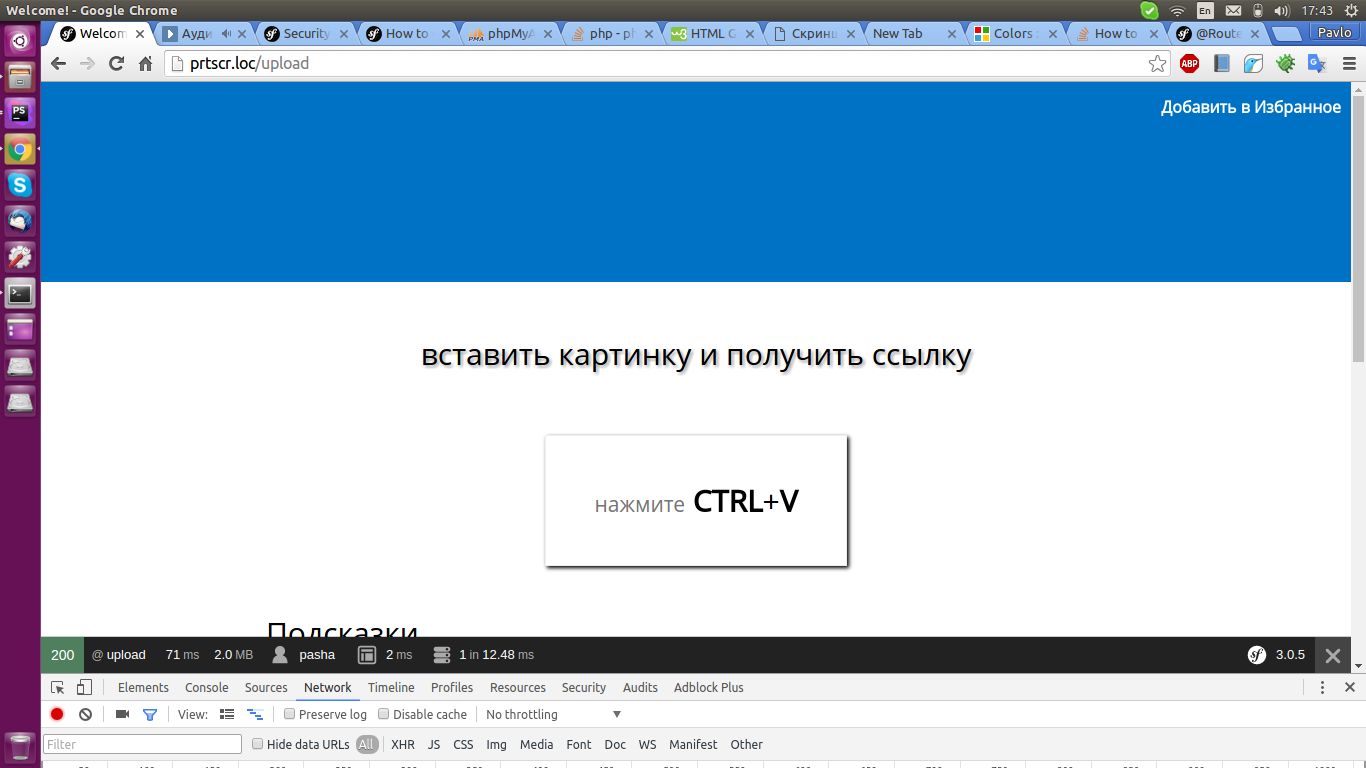 Welcome! - Google Chrome
En
17:43
Welcom
Ауди
Security
How to
phpMyA
php - ph
HTML C
Скринш
New Tab
Colors
How to
@Route
Pavlo
prtscr.loc/upload
ABP
PS
Добавить в Избранное
вставить картинку и получить ссылку
нажмите CTRL+V
Подсказки
200 @ upload 71 ms 2.0 MB pasha 2 ms 1 in 12.48 ms 3.0.5
Elements Console Sources Network Timeline Profiles Resources Security Audits Adblock Plus
View: Preserve log Disable cache No throttling
Filter Hide data URLs All XHR JS CSS Img Media Font Doc WS Manifest Other